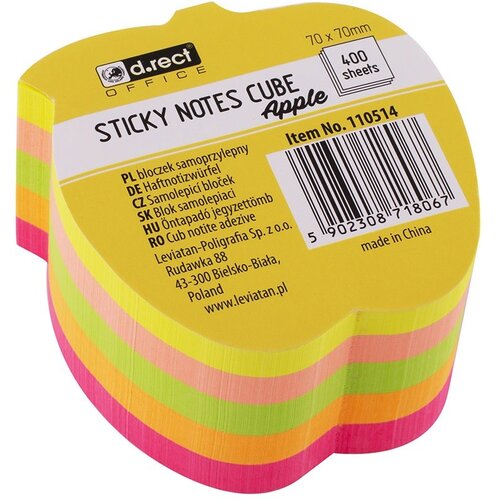 d.rect
OFFICE
70 x 70mm
400
sheets
STICKY NOTES CUBE
Apple
Item No. 110514
PL bloczek samoprzylepny
DE Haftnotizwürfel
CZ Samolepicí bloček
SK Blok samolepiaci
HU Öntapadó jegyzettömb
RO Cub notite adezive
Leviatan-Poligrafia Sp. z o.o.
Rudawka 88
43-300 Bielsko-Biała,
Poland
www.leviatan.pl
5 902308 718067
made in China